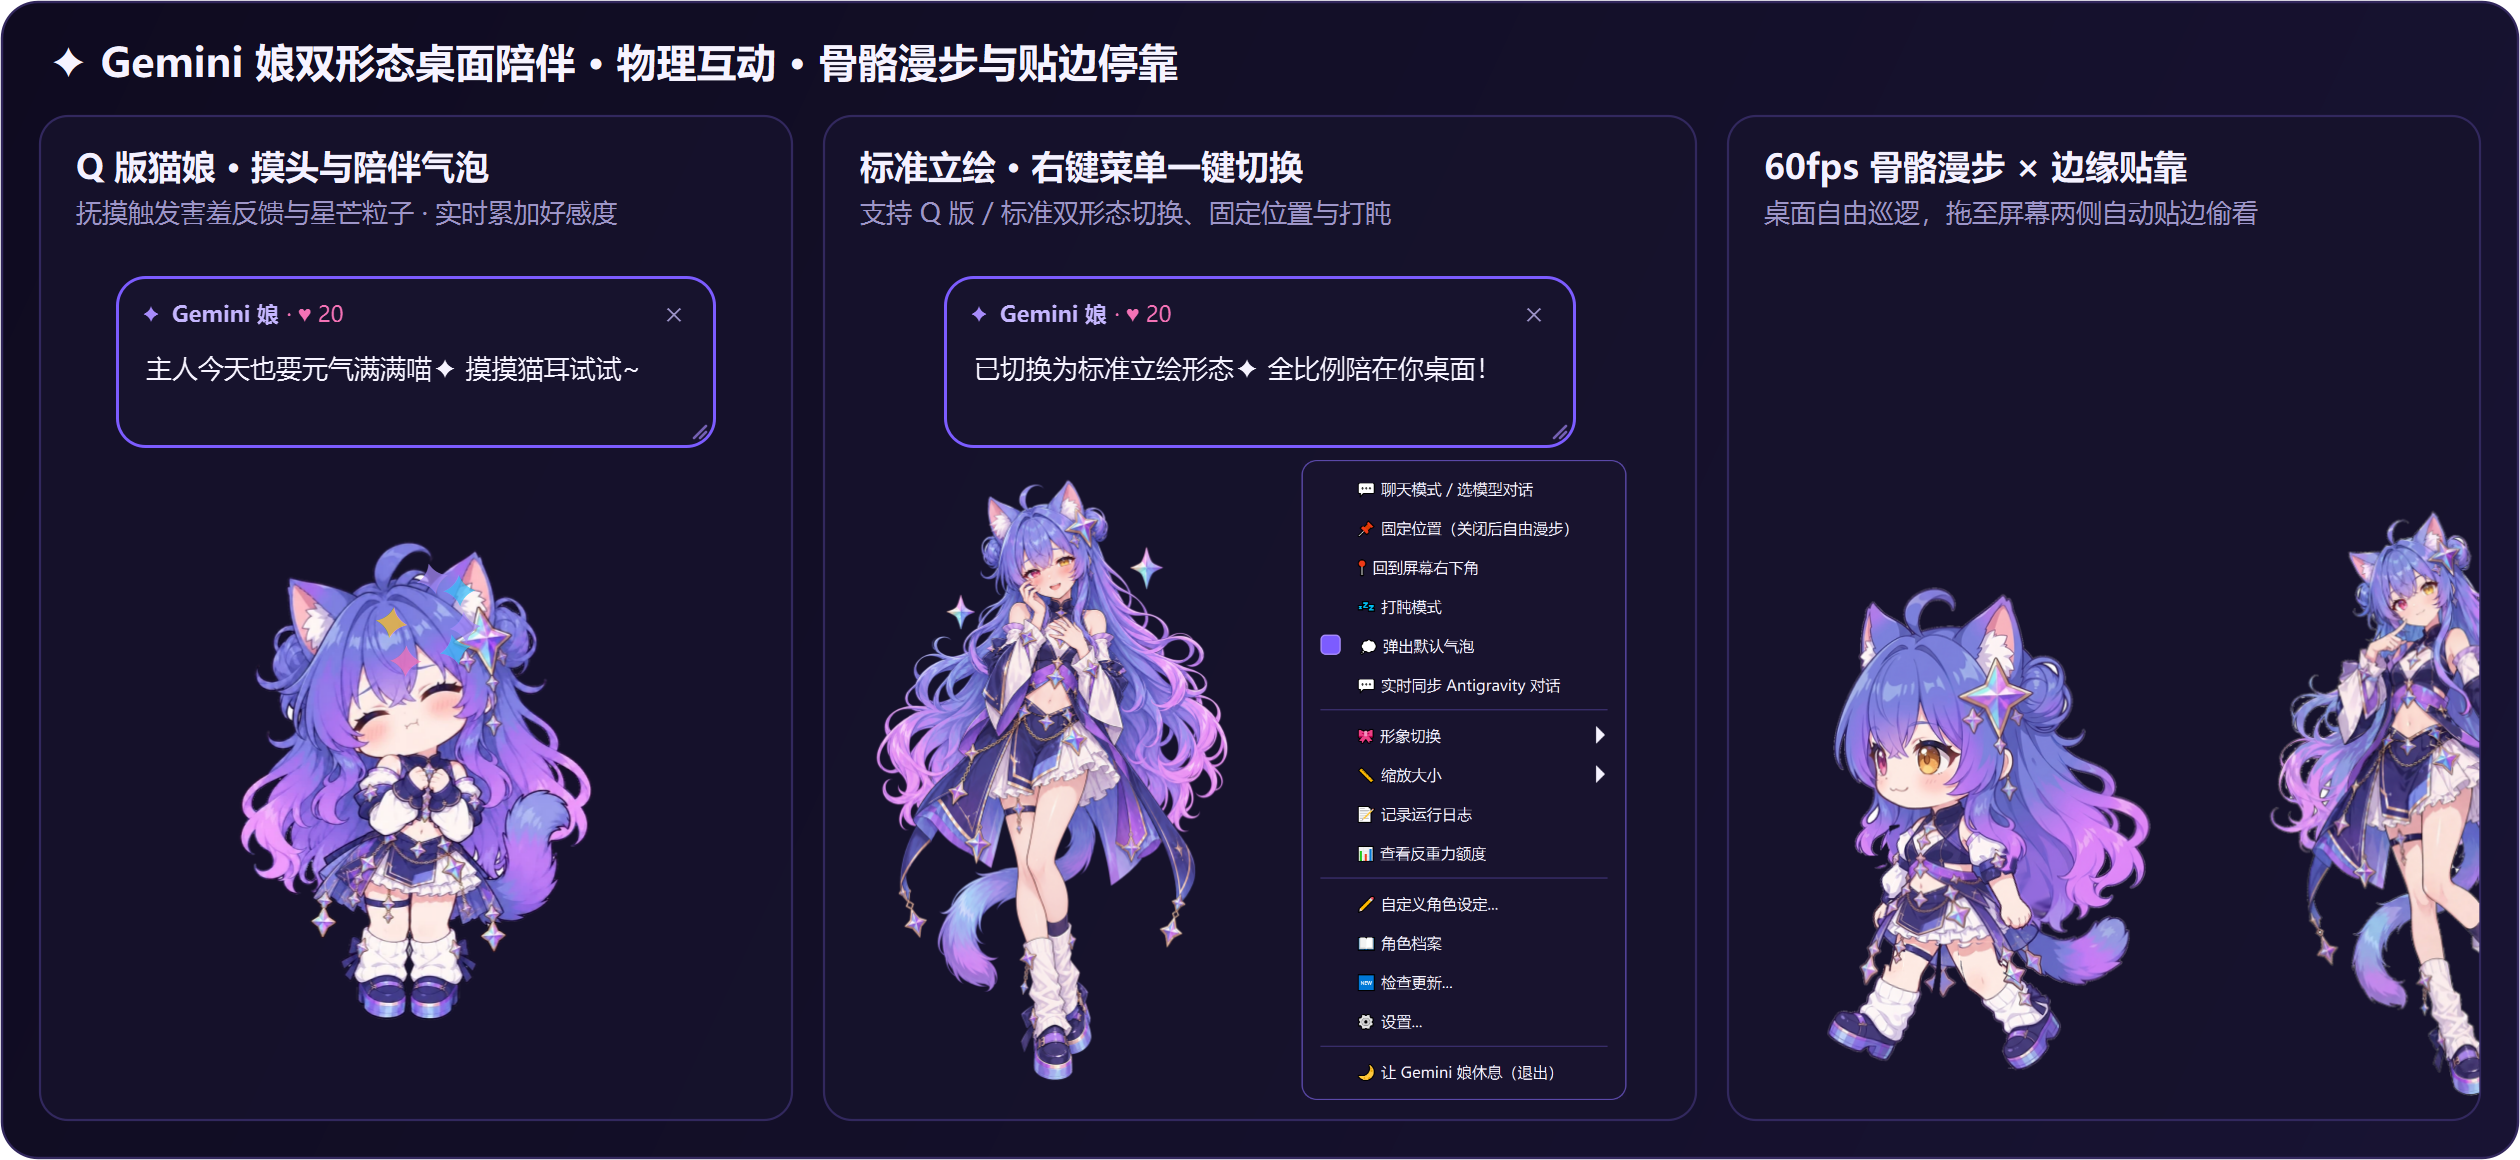 ✦ Gemini 娘双形态桌面陪伴 • 物理互动 • 骨骼漫步与贴边停靠
Q 版猫娘 • 摸头与陪伴气泡
抚摸触发害羞反馈与星芒粒子 · 实时累加好感度
✦ Gemini 娘 · ♥ 20 ×
主人今天也要元气满满喵✦ 摸摸猫耳试试~
标准立绘 • 右键菜单一键切换
支持 Q 版 / 标准双形态切换、固定位置与打盹
✦ Gemini 娘 · ♥ 20 ×
已切换为标准立绘形态✦ 全比例陪在你桌面！
💬 聊天模式 / 选模型对话
📌 固定位置（关闭后自由漫步）
📍 回到屏幕右下角
💤 打盹模式
💭 弹出默认气泡
💬 实时同步 Antigravity 对话
🎀 形象切换
📏 缩放大小
📝 记录运行日志
📊 查看反重力额度
✏️ 自定义角色设定...
📖 角色档案
🆕 检查更新...
⚙️ 设置...
🌙 让 Gemini 娘休息（退出）
60fps 骨骼漫步 × 边缘贴靠
桌面自由巡逻，拖至屏幕两侧自动贴边偷看